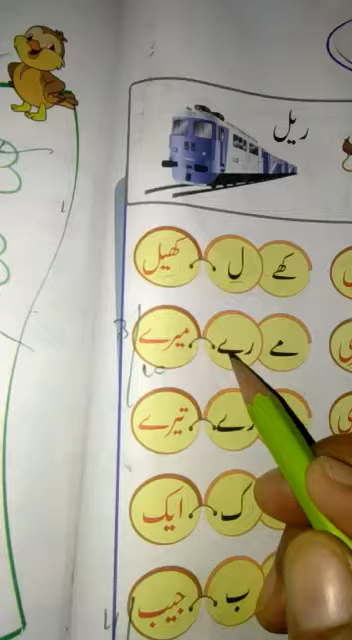 ریل
کھے ل کھیل
مے رے میرے
رے تیرے
ک ایک
ب جیب